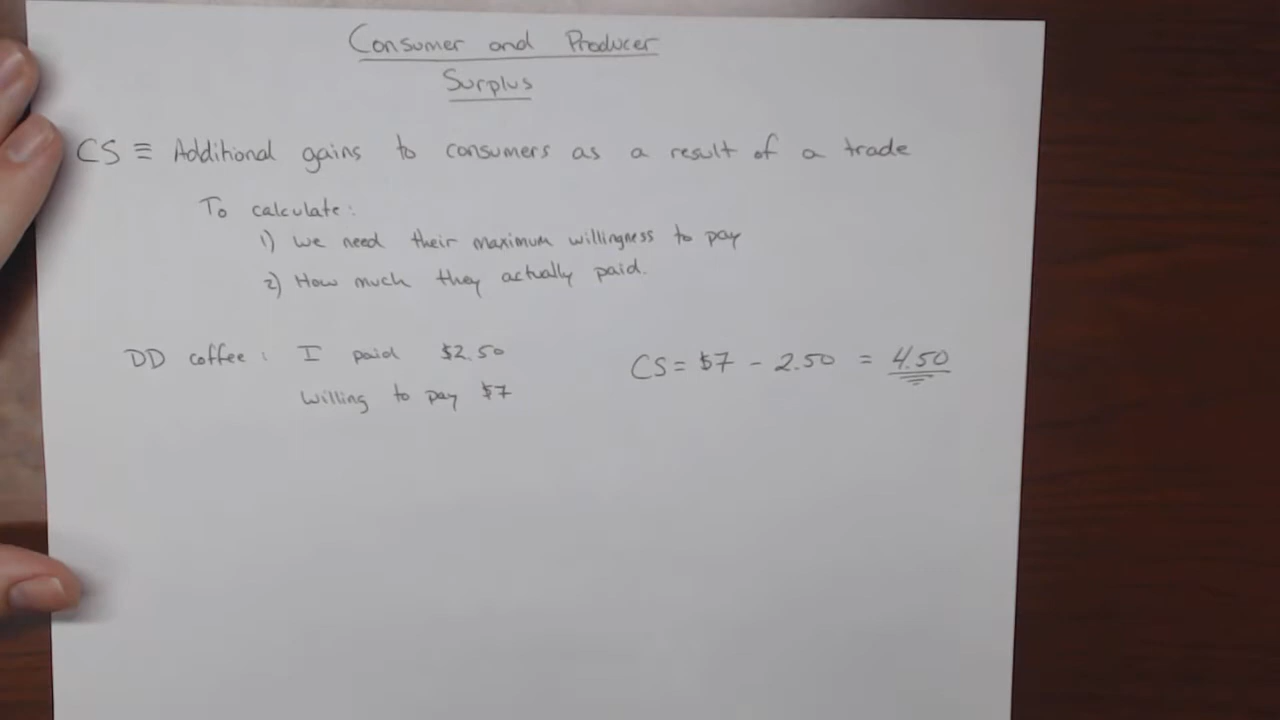 Consumer and Producer
Surplus
CS ≡ Additional gains to consumers as a result of a trade
To calculate:
1) we need their maximum willingness to pay
2) How much they actually paid.
DD coffee: I paid $2.50 CS = $7 - 2.50 = 4.50
willing to pay $7